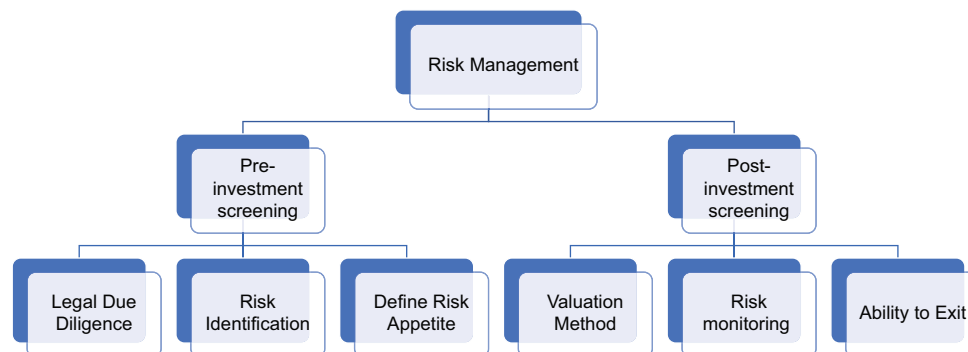 Risk Management
Pre-
investment
screening
Post-
investment
screening
Legal Due
Diligence
Risk
Identification
Define Risk
Appetite
Valuation
Method
Risk
monitoring
Ability to Exit